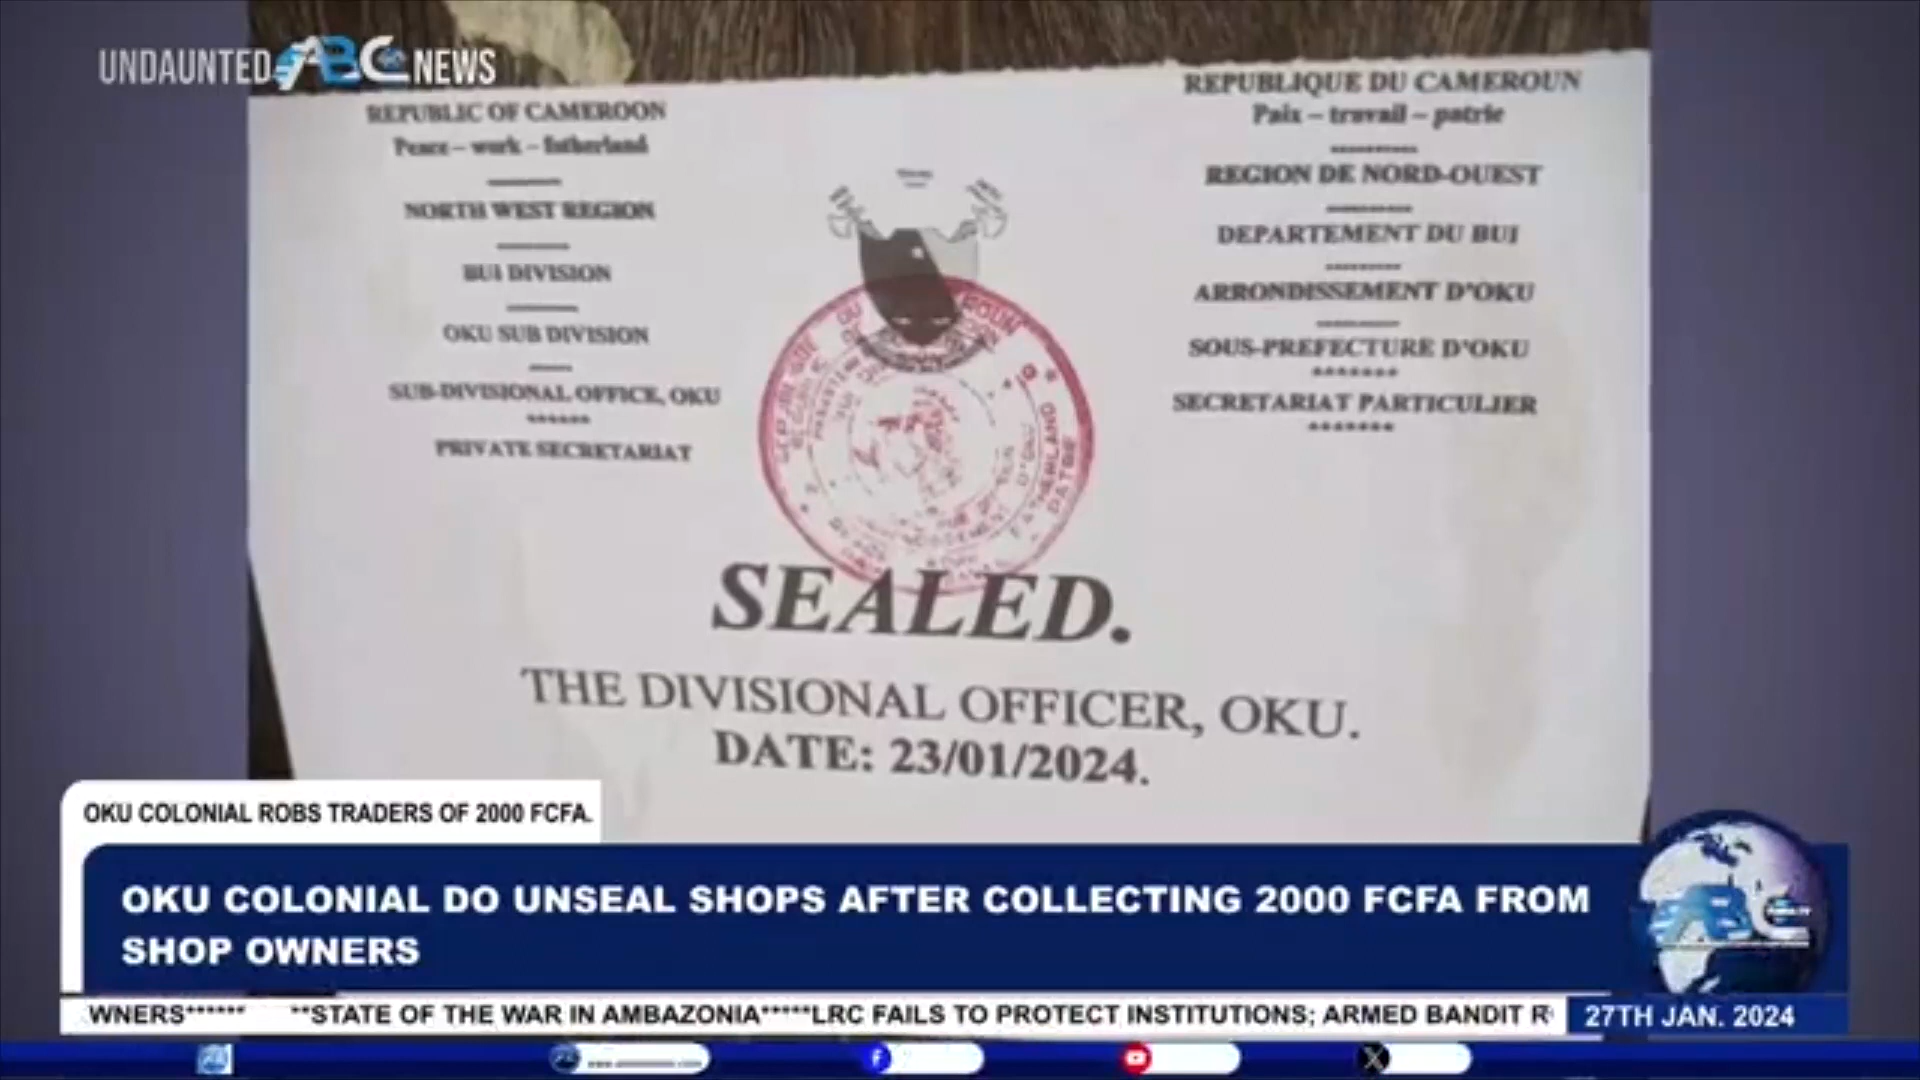 UNDAUNTED ABC NEWS
REPUBLIC OF CAMEROON
Peace – work – fatherland
NORTH WEST REGION
BUI DIVISION
OKU SUB DIVISION
SUB-DIVISIONAL OFFICE, OKU
******
PRIVATE SECRETARIAT
REPUBLIQUE DU CAMEROUN
Paix – travail – patrie
REGION DE NORD-OUEST
DEPARTEMENT DU BUI
ARRONDISSEMENT D'OKU
SOUS-PREFECTURE D'OKU
*******
SECRETARIAT PARTICULIER
*******
FATHERLAND
PATRIE
SEALED.
THE DIVISIONAL OFFICER, OKU.
DATE: 23/01/2024.
OKU COLONIAL ROBS TRADERS OF 2000 FCFA.
OKU COLONIAL DO UNSEAL SHOPS AFTER COLLECTING 2000 FCFA FROM
SHOP OWNERS
ABC
WNERS****** **STATE OF THE WAR IN AMBAZONIA*****LRC FAILS TO PROTECT INSTITUTIONS; ARMED BANDIT R
27TH JAN. 2024